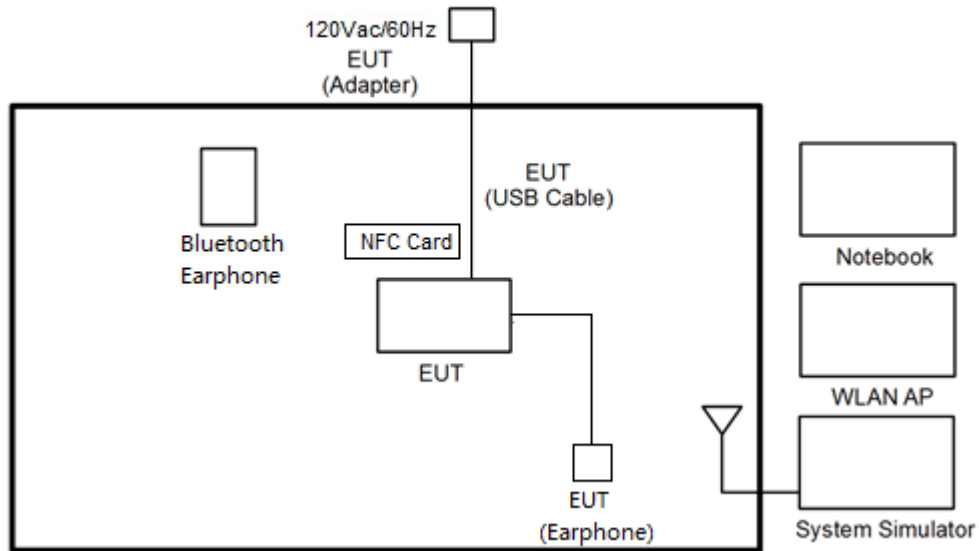 120Vac/60Hz
EUT
(Adapter)
EUT
(USB Cable)
Bluetooth
Earphone
NFC Card
EUT
EUT
(Earphone)
Notebook
WLAN AP
System Simulator